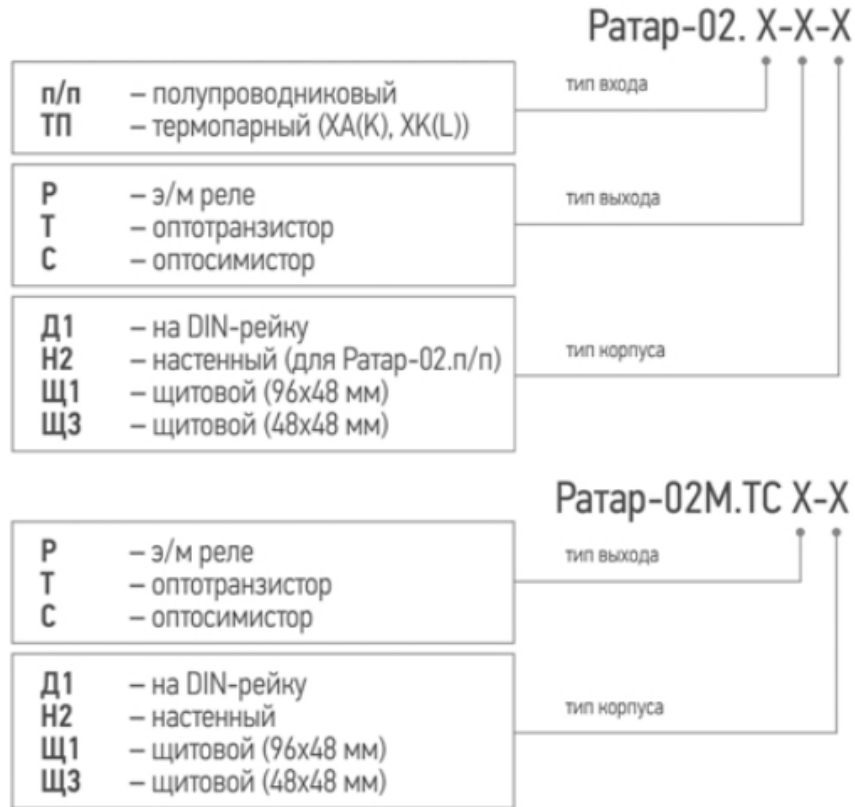 Ратар-02. Х-Х-Х
п/п – полупроводниковый
ТП – термопарный (ХА(К), ХК(L))
тип входа
Р – э/м реле
Т – оптотранзистор
С – оптосимистор
тип выхода
Д1 – на DIN-рейку
Н2 – настенный (для Ратар-02.п/п)
Щ1 – щитовой (96х48 мм)
Щ3 – щитовой (48х48 мм)
тип корпуса
Ратар-02М.ТС Х-Х
Р – э/м реле
Т – оптотранзистор
С – оптосимистор
тип выхода
Д1 – на DIN-рейку
Н2 – настенный
Щ1 – щитовой (96х48 мм)
Щ3 – щитовой (48х48 мм)
тип корпуса